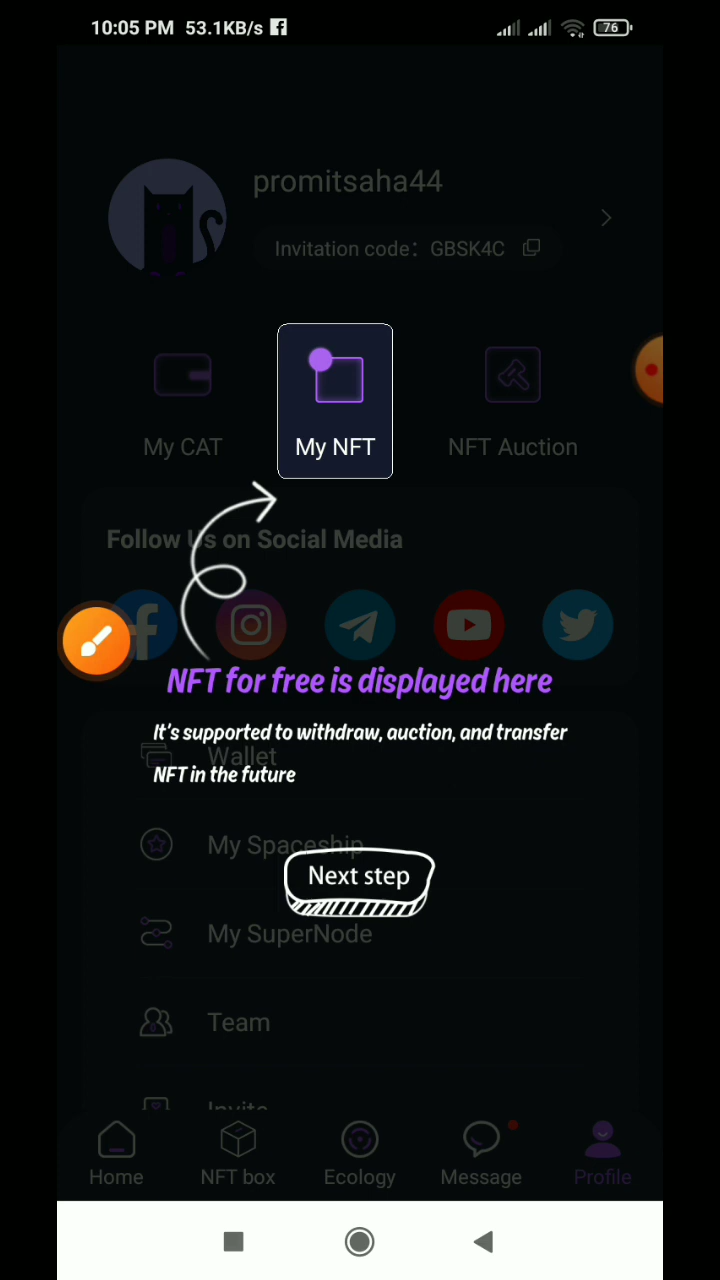 10:05 PM 53.1KB/s
76
promitsaha44
Invitation code： GBSK4C
My CAT
My NFT
NFT Auction
Follow Us on Social Media
NFT for free is displayed here
It's supported to withdraw, auction, and transfer
NFT in the future
Wallet
My Spaceship
Next step
My SuperNode
Team
Invite
Home
NFT box
Ecology
Message
Profile